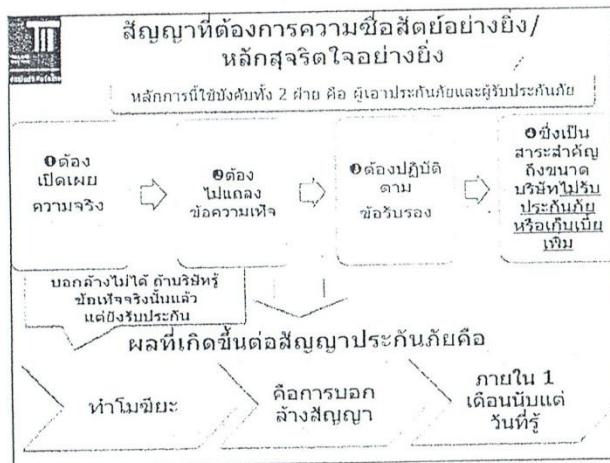 สัญญาที่ต้องการความซื่อสัตย์อย่างยิ่ง/
หลักสุจริตใจอย่างยิ่ง
หลักการนี้ใช้บังคับทั้ง 2 ฝ่าย คือ ผู้เอาประกันภัยและผู้รับประกันภัย
❶ต้อง
เปิดเผย
ความจริง
❷ต้อง
ไม่แถลง
ข้อความเท็จ
❸ต้องปฏิบัติ
ตาม
ข้อรับรอง
❹ซึ่งเป็น
สาระสำคัญ
ถึงขนาด
บริษัทไม่รับ
ประกันภัย
หรือเก็บเบี้ย
เพิ่ม
บอกล้างไม่ได้ ถ้าบริษัทรู้
ข้อเท็จจริงนั้นแล้ว
แต่ยังรับประกัน
ผลที่เกิดขึ้นต่อสัญญาประกันภัยคือ
ทำโมฆียะ
คือการบอก
ล้างสัญญา
ภายใน 1
เดือนนับแต่
วันที่รู้